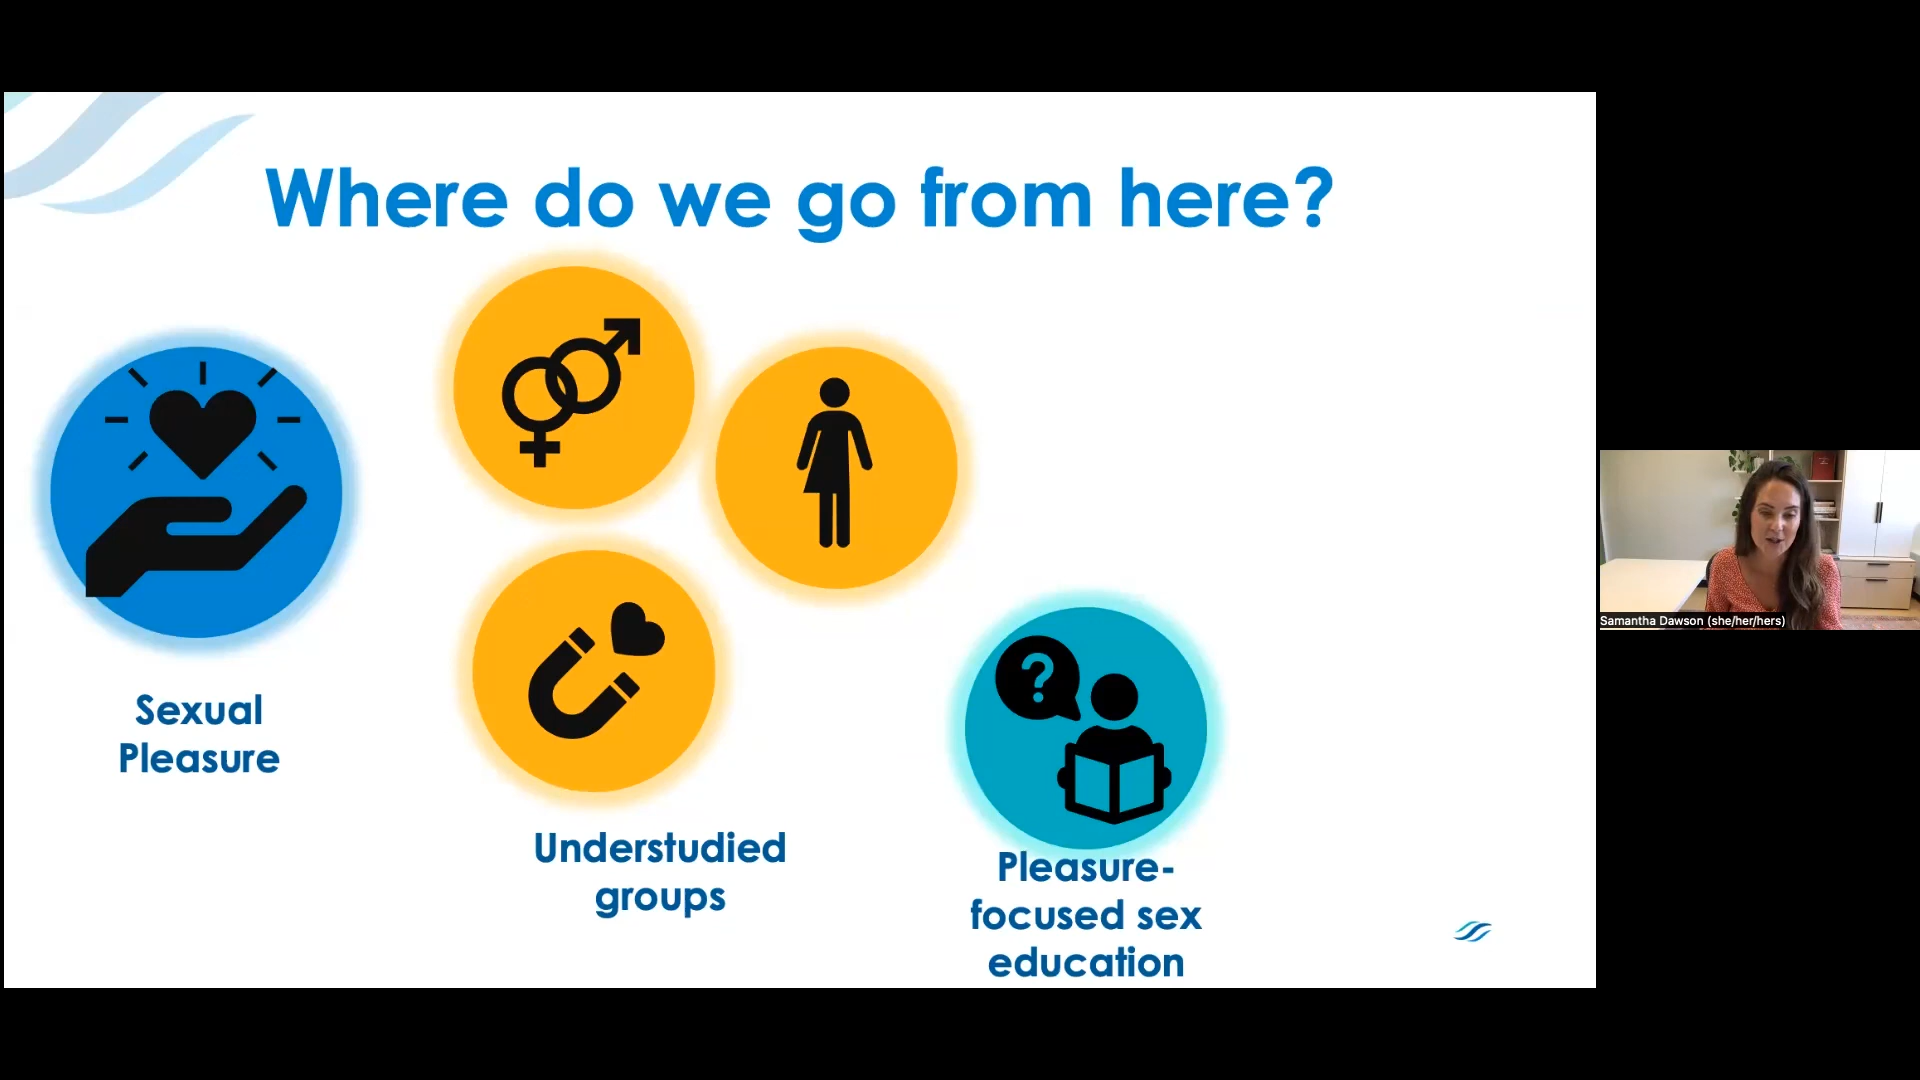 Where do we go from here?
Sexual
Pleasure
Understudied
groups
?
Pleasure-
focused sex
education
Samantha Dawson (she/her/hers)